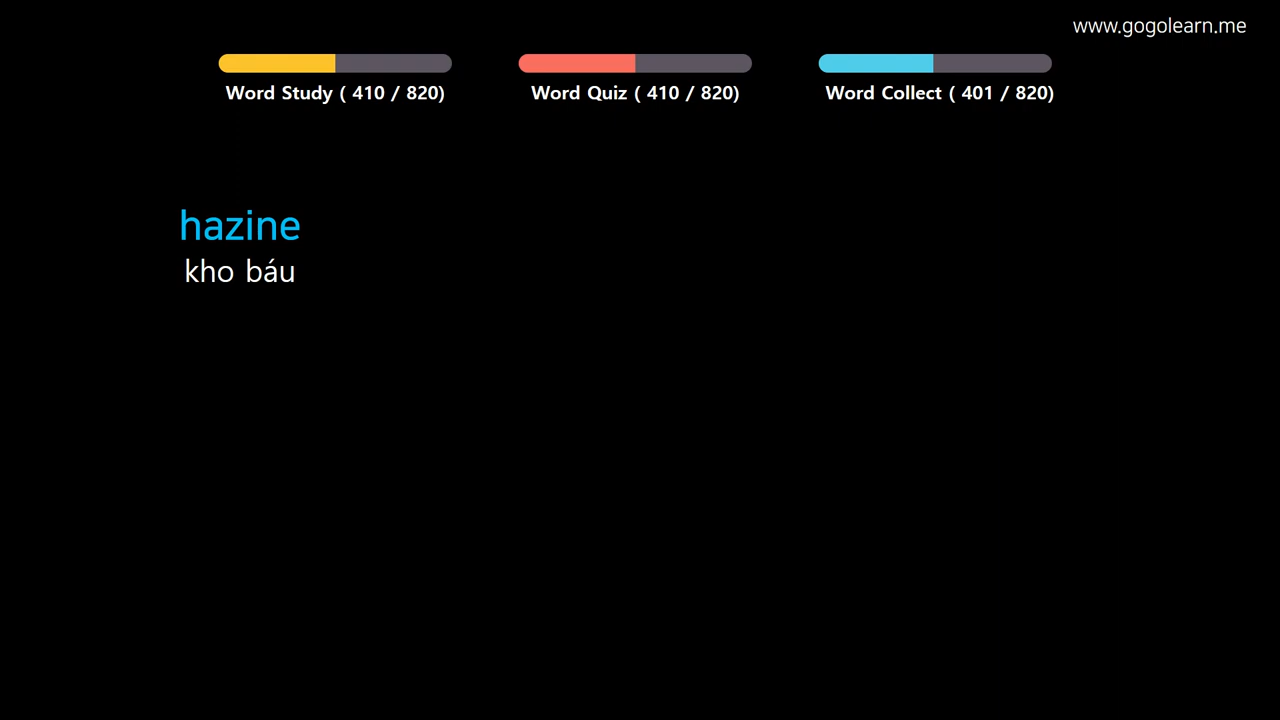 www.gogolearn.me
Word Study ( 410 / 820)
Word Quiz ( 410 / 820)
Word Collect ( 401 / 820)
hazine
kho báu